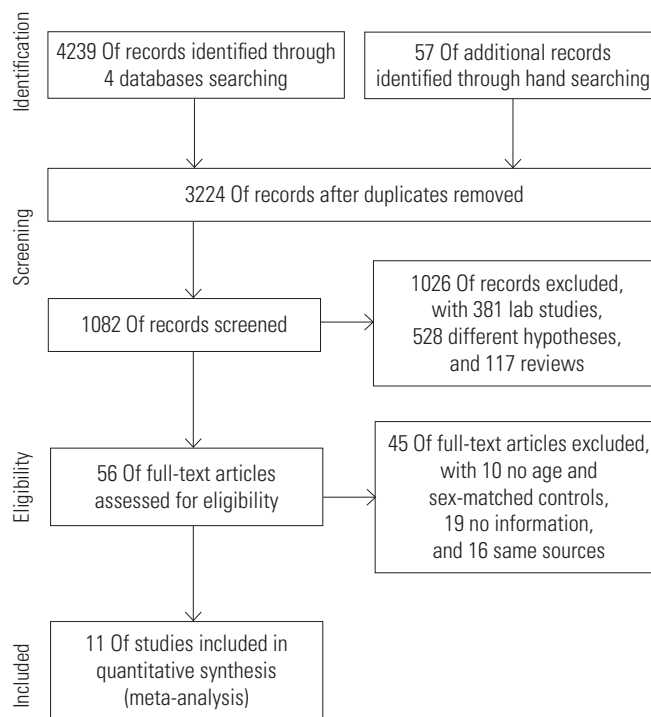 Identification
4239 Of records identified through
4 databases searching
57 Of additional records
identified through hand searching
3224 Of records after duplicates removed
Screening
1082 Of records screened
1026 Of records excluded,
with 381 lab studies,
528 different hypotheses,
and 117 reviews
Eligibility
56 Of full-text articles
assessed for eligibility
45 Of full-text articles excluded,
with 10 no age and
sex-matched controls,
19 no information,
and 16 same sources
Included
11 Of studies included in
quantitative synthesis
(meta-analysis)